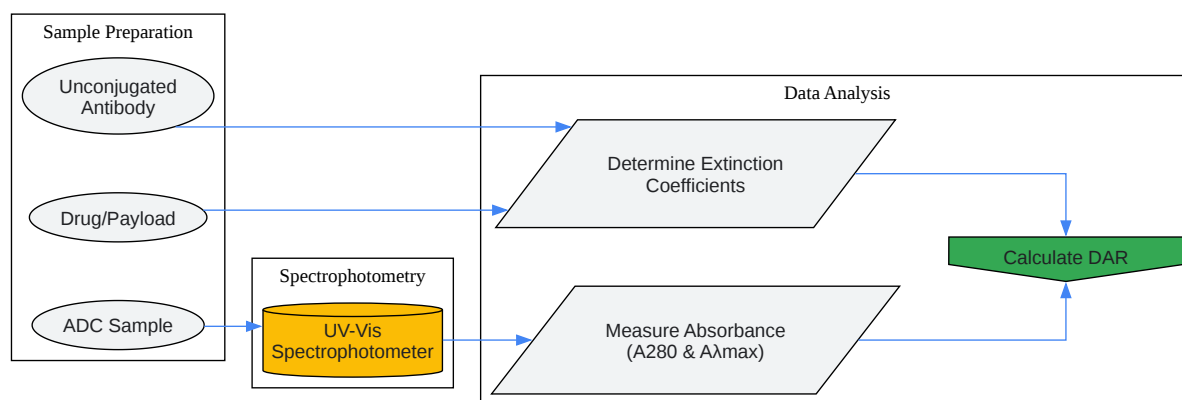 Sample Preparation
Unconjugated
Antibody
Drug/Payload
ADC Sample
Spectrophotometry
UV-Vis
Spectrophotometer
Data Analysis
Determine Extinction
Coefficients
Measure Absorbance
(A280 & Aλmax)
Calculate DAR